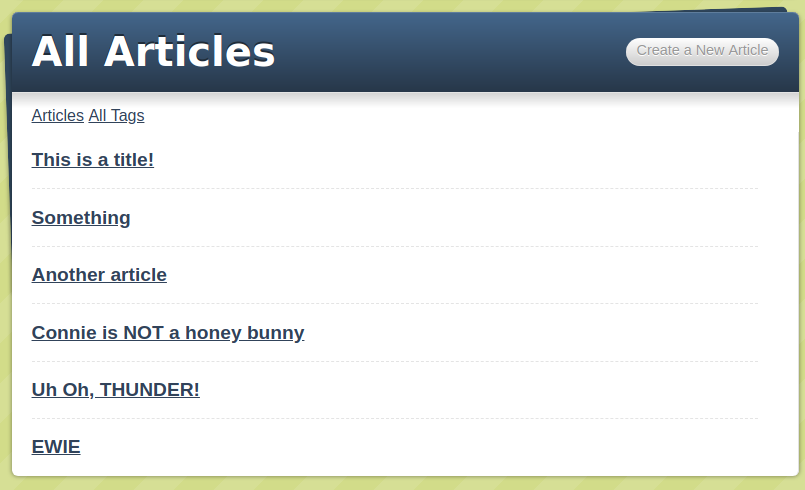 All Articles
Create a New Article
Articles All Tags
This is a title!
Something
Another article
Connie is NOT a honey bunny
Uh Oh, THUNDER!
EWIE